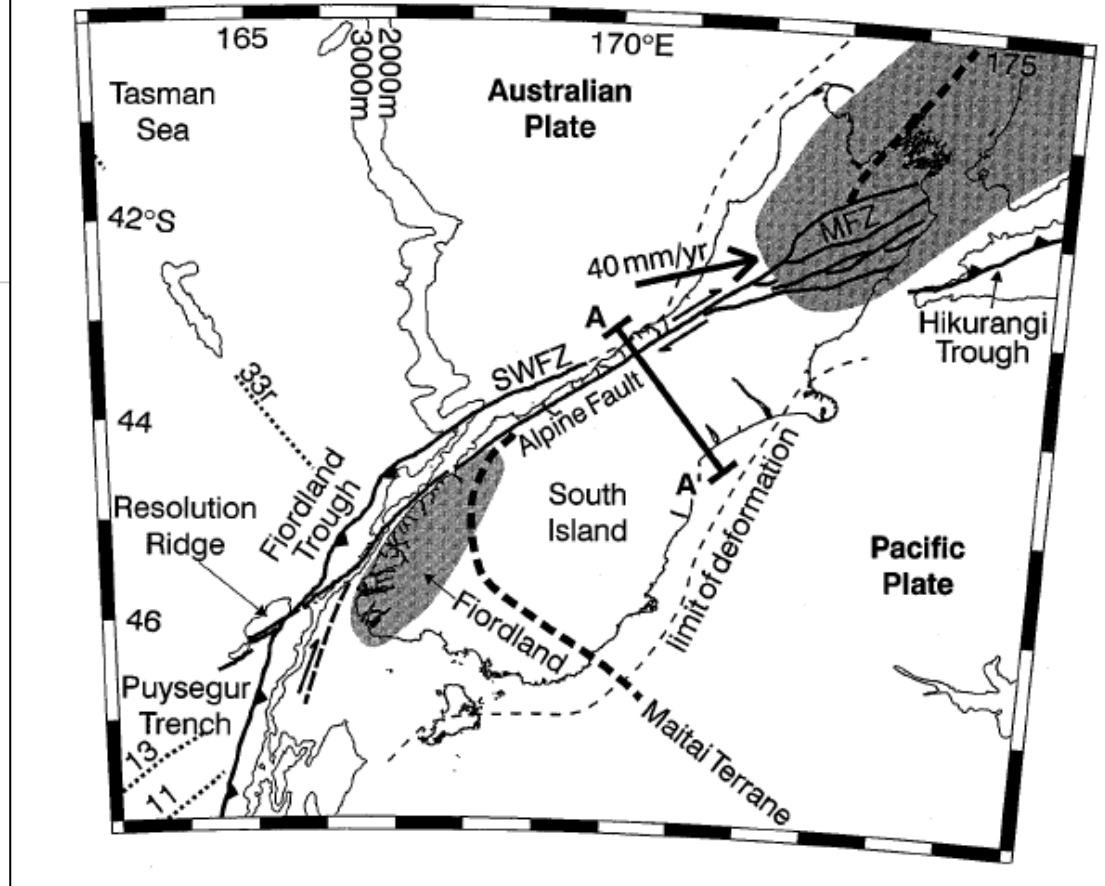 165
170°E
175
2000m
3000m
Tasman
Sea
Australian
Plate
42°S
MFZ
40 mm/yr
A
Hikurangi
Trough
SWFZ
33r
Alpine Fault
44
A'
Fiordland
Trough
South
Island
limit of deformation
Resolution
Ridge
Pacific
Plate
46
Fiordland
Puysegur
Trench
Maitai Terrane
13
11